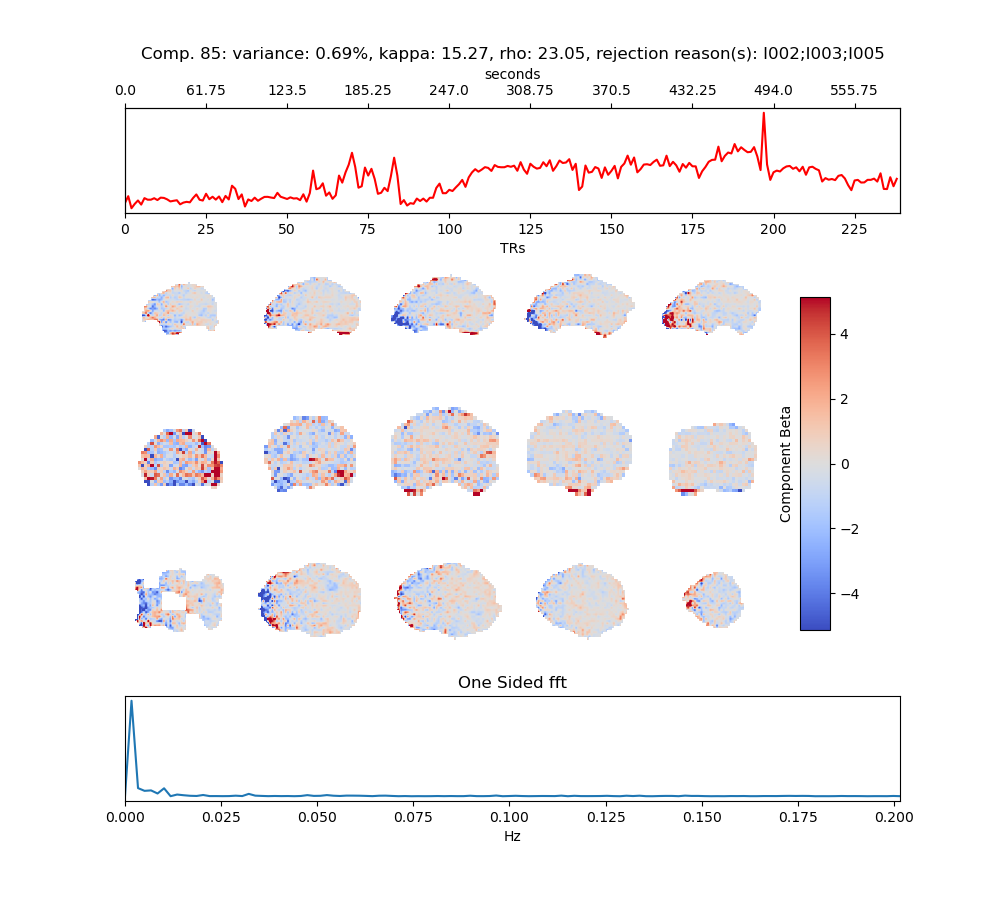 Comp. 85: variance: 0.69%, kappa: 15.27, rho: 23.05, rejection reason(s): I002;I003;I005
seconds
0.0 61.75 123.5 185.25 247.0 308.75 370.5 432.25 494.0 555.75
0 25 50 75 100 125 150 175 200 225
TRs
4
2
0
−2
−4
Component Beta
One Sided fft
0.000 0.025 0.050 0.075 0.100 0.125 0.150 0.175 0.200
Hz